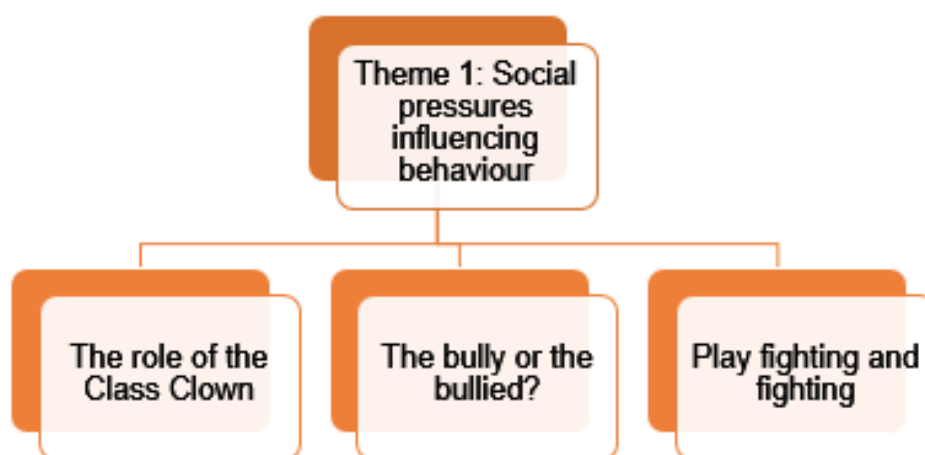 Theme 1: Social
pressures
influencing
behaviour
The role of the
Class Clown
The bully or the
bullied?
Play fighting and
fighting